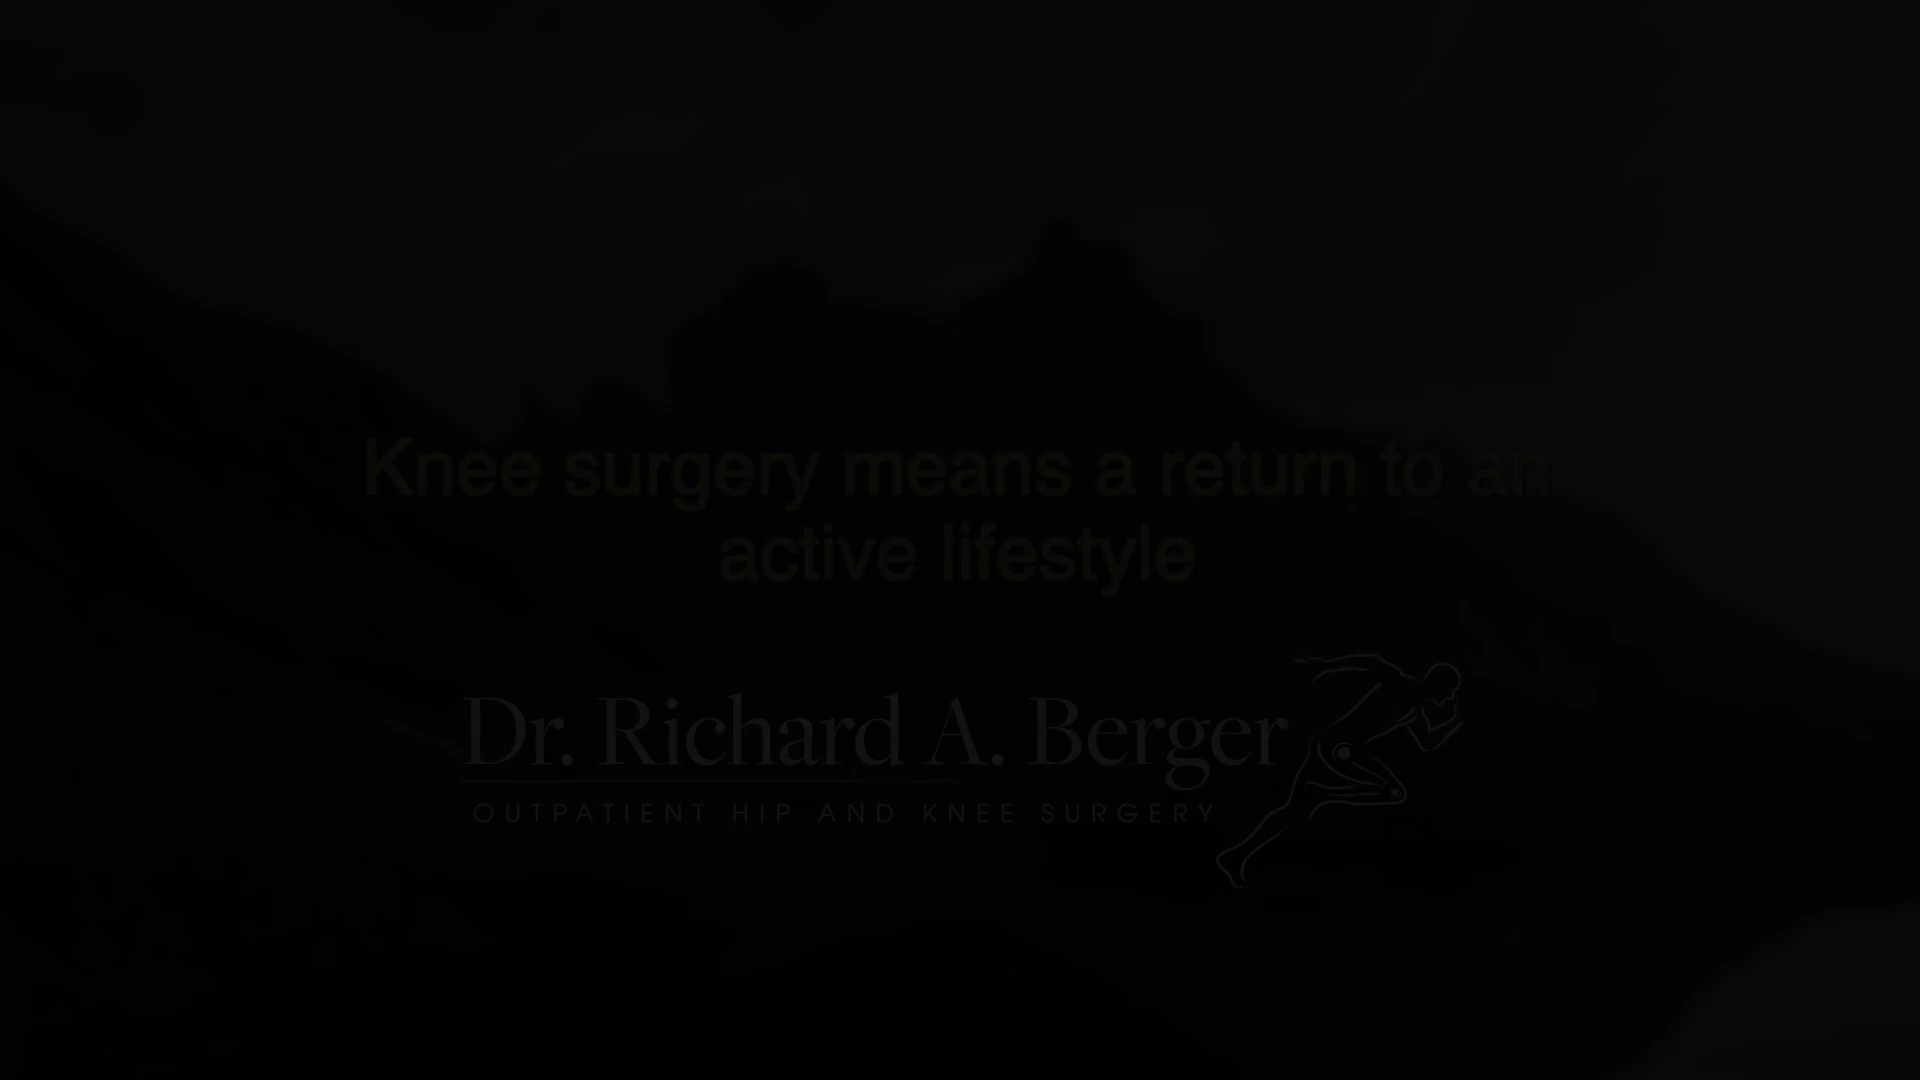 Knee surgery means a return to an
active lifestyle
Dr. Richard A. Berger
OUTPATIENT HIP AND KNEE SURGERY